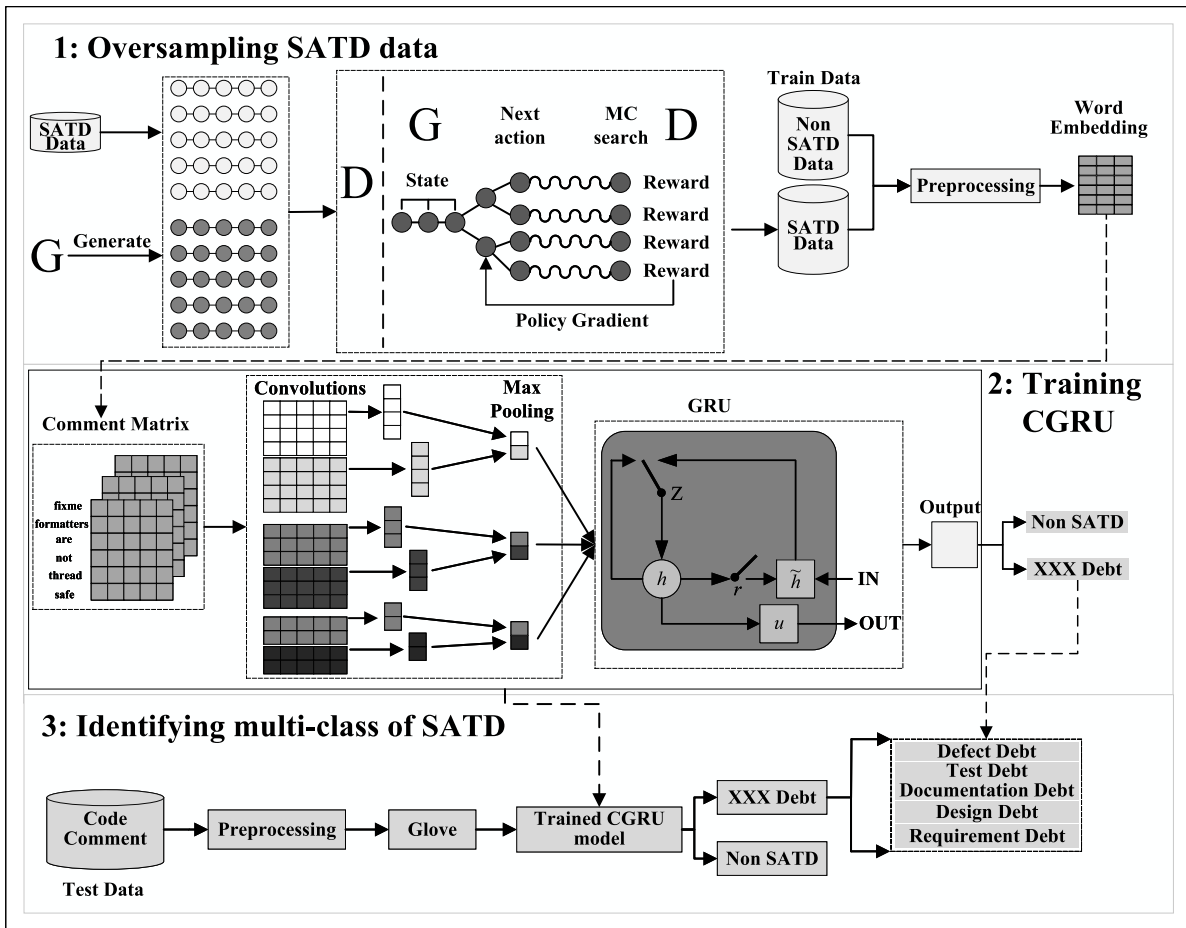 1: Oversampling SATD data
SATD
Data
G
Generate
D
G
Next
action
MC
search
D
State
Reward
Reward
Reward
Reward
Policy Gradient
Train Data
Non
SATD
Data
SATD
Data
Preprocessing
Word
Embedding
2: Training
CGRU
Comment Matrix
fixme
formatters
are
not
thread
safe
Convolutions
Max
Pooling
GRU
Z
h
r
h̃
IN
u
OUT
Output
Non SATD
XXX Debt
3: Identifying multi-class of SATD
Code
Comment
Test Data
Preprocessing
Glove
Trained CGRU
model
XXX Debt
Non SATD
Defect Debt
Test Debt
Documentation Debt
Design Debt
Requirement Debt